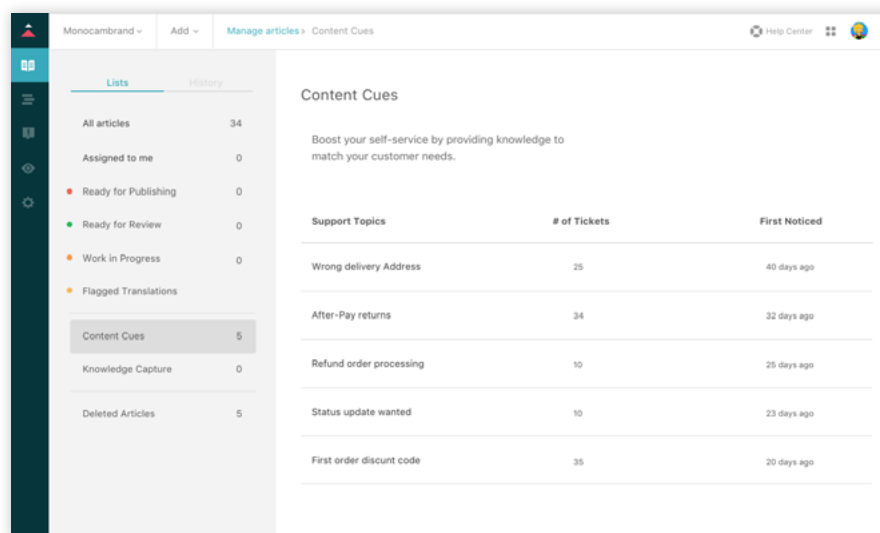 Monocambrand Add Manage articles > Content Cues Help Center
Lists History
All articles 34
Assigned to me 0
Ready for Publishing 0
Ready for Review 0
Work in Progress 0
Flagged Translations
Content Cues 5
Knowledge Capture 0
Deleted Articles 5
Content Cues
Boost your self-service by providing knowledge to
match your customer needs.
Support Topics # of Tickets First Noticed
Wrong delivery Address 25 40 days ago
After-Pay returns 34 32 days ago
Refund order processing 10 25 days ago
Status update wanted 10 23 days ago
First order discunt code 35 20 days ago